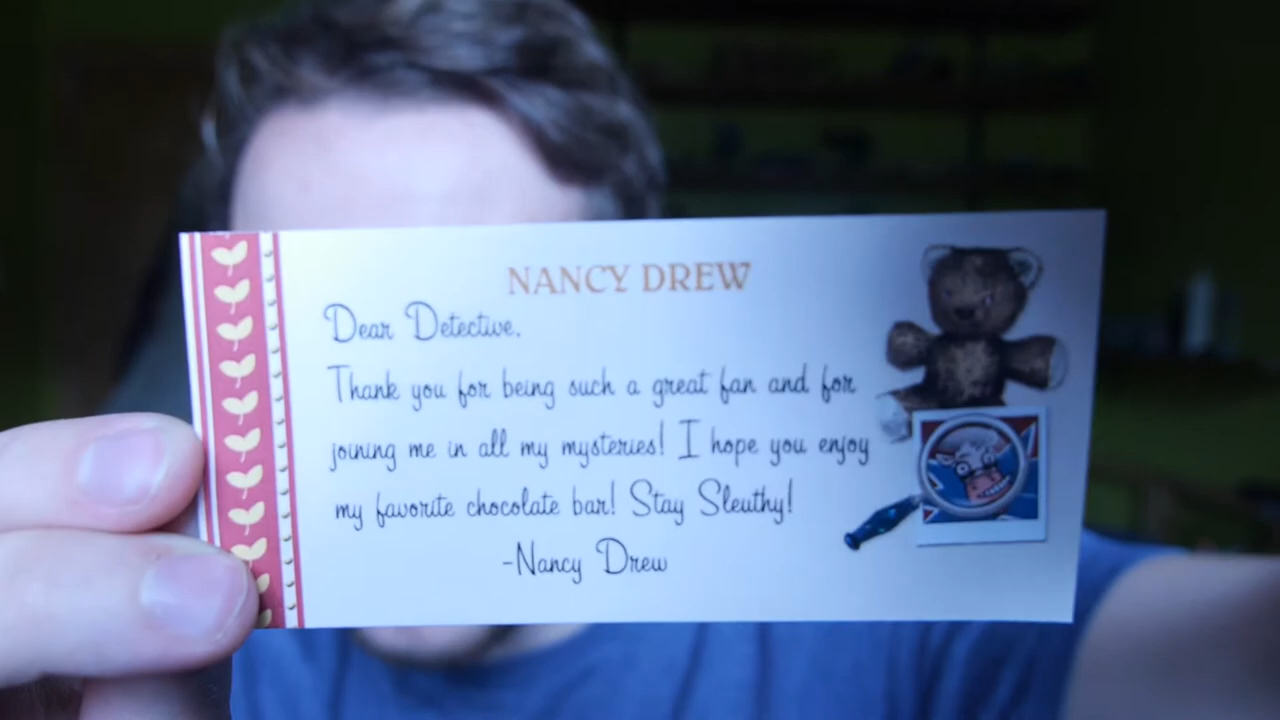 NANCY DREW
Dear Detective,
Thank you for being such a great fan and for
joining me in all my mysteries! I hope you enjoy
my favorite chocolate bar! Stay Sleuthy!
-Nancy Drew